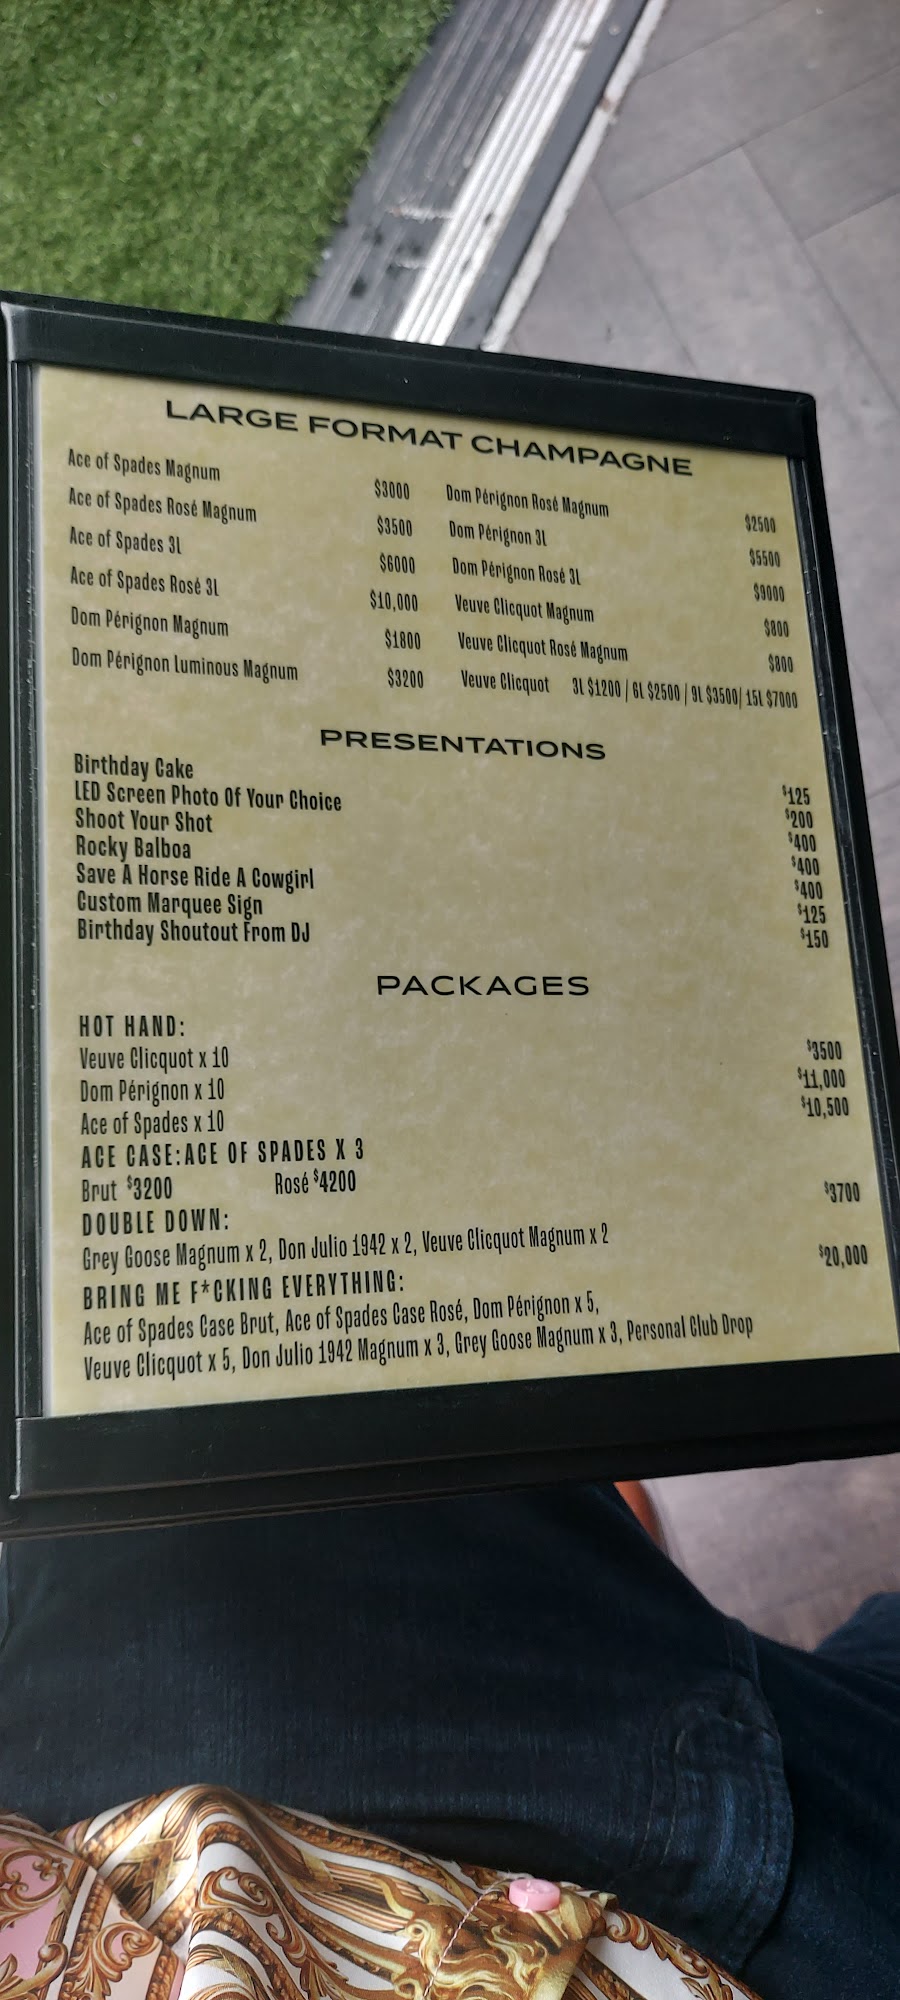 LARGE FORMAT CHAMPAGNE
Ace of Spades Magnum $3000
Ace of Spades Rosé Magnum $3500
Ace of Spades 3L $6000
Ace of Spades Rosé 3L $10,000
Dom Pérignon Magnum $1800
Dom Pérignon Luminous Magnum $3200
Dom Pérignon Rosé Magnum $2500
Dom Pérignon 3L $5500
Dom Pérignon Rosé 3L $9000
Veuve Clicquot Magnum $800
Veuve Clicquot Rosé Magnum $800
Veuve Clicquot 3L $1200 / 6L $2500 / 9L $3500/ 15L $7000
PRESENTATIONS
Birthday Cake $125
LED Screen Photo Of Your Choice $200
Shoot Your Shot $400
Rocky Balboa $400
Save A Horse Ride A Cowgirl $400
Custom Marquee Sign $125
Birthday Shoutout From DJ $150
PACKAGES
HOT HAND:
Veuve Clicquot x 10 $3500
Dom Pérignon x 10 $11,000
Ace of Spades x 10 $10,500
ACE CASE:ACE OF SPADES X 3
Brut $3200 Rosé $4200
DOUBLE DOWN: $3700
Grey Goose Magnum x 2, Don Julio 1942 x 2, Veuve Clicquot Magnum x 2
BRING ME F*CKING EVERYTHING: $20,000
Ace of Spades Case Brut, Ace of Spades Case Rosé, Dom Pérignon x 5,
Veuve Clicquot x 5, Don Julio 1942 Magnum x 3, Grey Goose Magnum x 3, Personal Club Drop